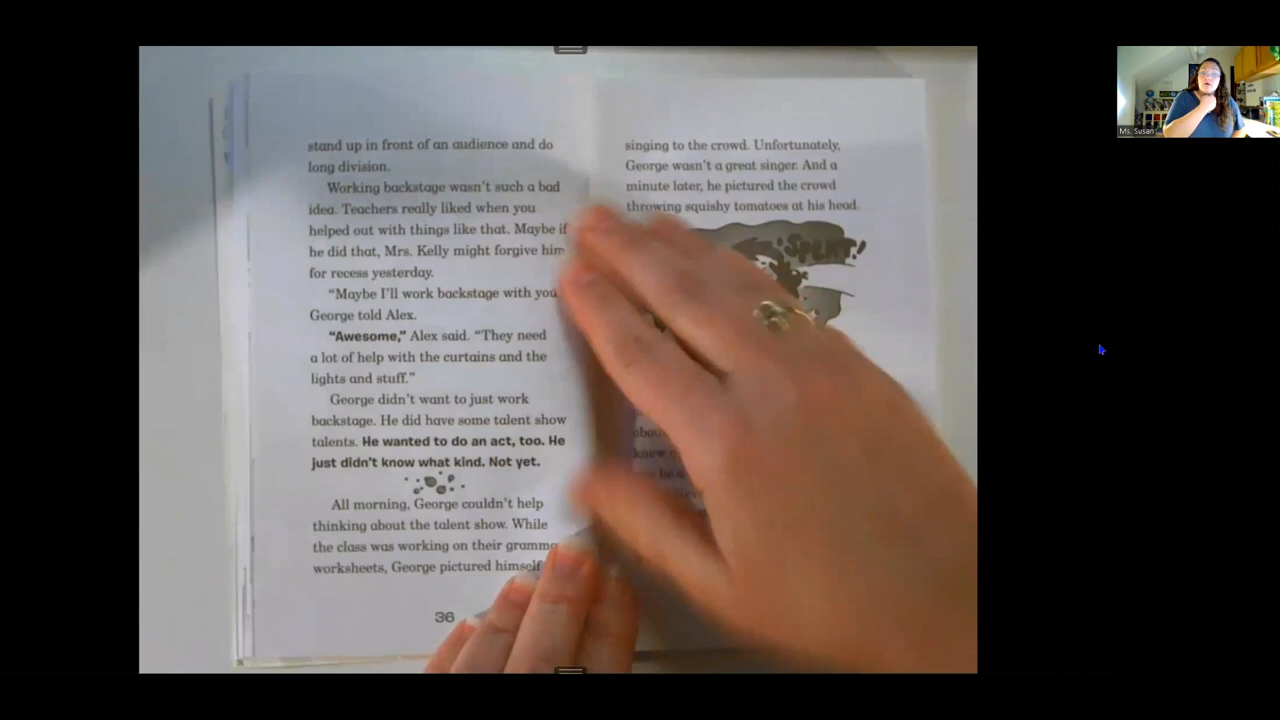 stand up in front of an audience and do
long division.
Working backstage wasn't such a bad
idea. Teachers really liked when you
helped out with things like that. Maybe if
he did that, Mrs. Kelly might forgive him
for recess yesterday.
"Maybe I'll work backstage with you
George told Alex.
"Awesome," Alex said. "They need
a lot of help with the curtains and the
lights and stuff."
George didn't want to just work
backstage. He did have some talent show
talents. He wanted to do an act, too. He
just didn't know what kind. Not yet.
All morning, George couldn't help
thinking about the talent show. While
the class was working on their gramma
worksheets, George pictured himself
36
singing to the crowd. Unfortunately,
George wasn't a great singer. And a
minute later, he pictured the crowd
throwing squishy tomatoes at his head.
SPLAT!
abou
knew
he
Ms. Susan